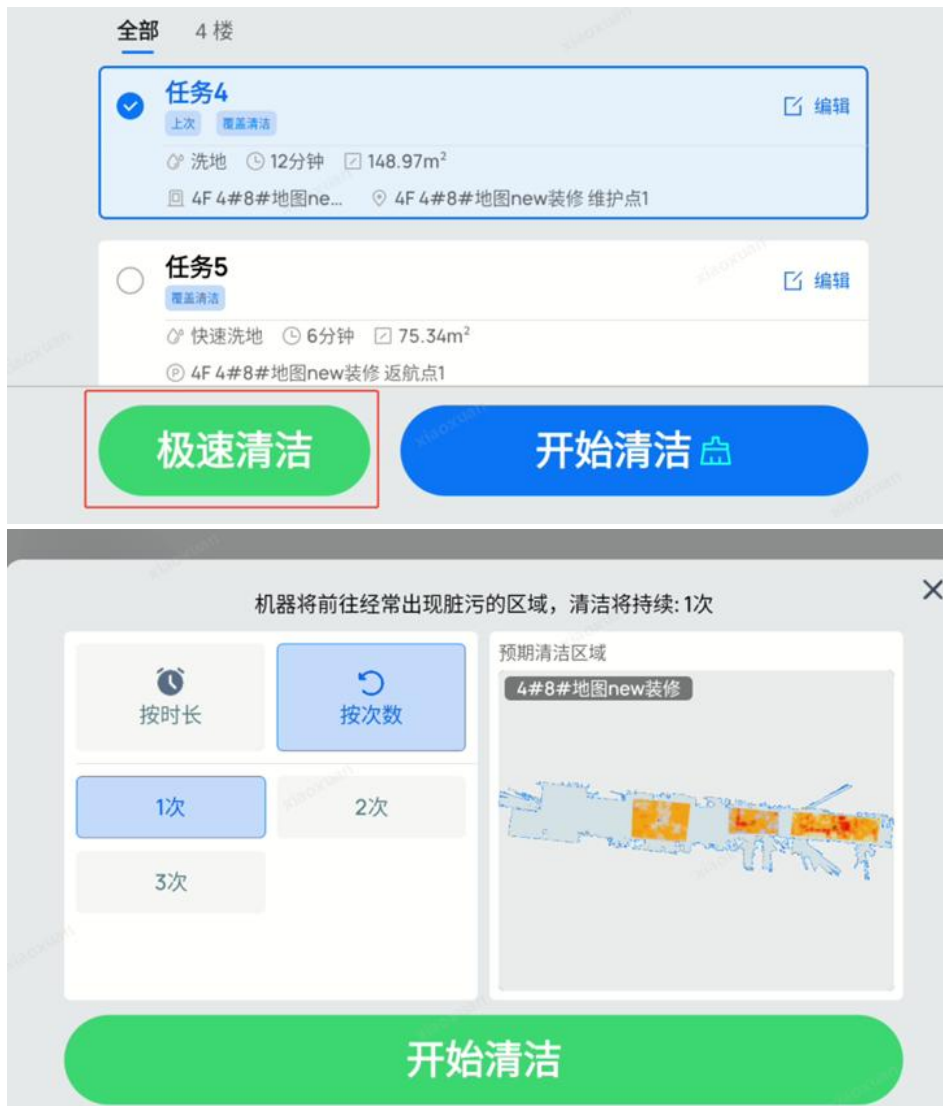 全部 4楼
任务4
编辑
上次 覆盖清洁
洗地 12分钟 148.97m²
4F 4#8#地图ne... 4F 4#8#地图new装修 维护点1
任务5
编辑
覆盖清洁
快速洗地 6分钟 75.34m²
4F 4#8#地图new装修 返航点1
极速清洁 开始清洁
机器将前往经常出现脏污的区域，清洁将持续: 1次
按时长 按次数
1次 2次
3次
预期清洁区域
4#8#地图new装修
开始清洁
xiaoxuan